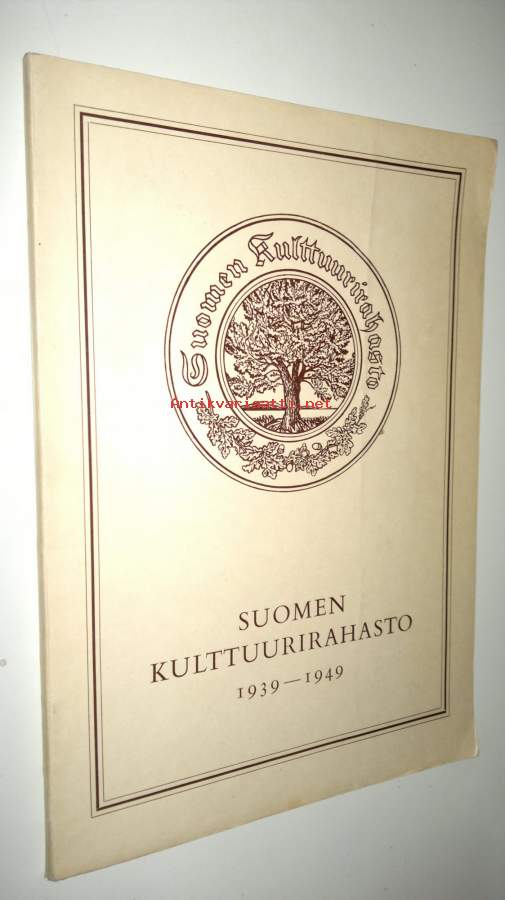 Suomen Kulttuurirahasto
Antikvariaatti.net
SUOMEN
KULTTUURIRAHASTO
1939—1949